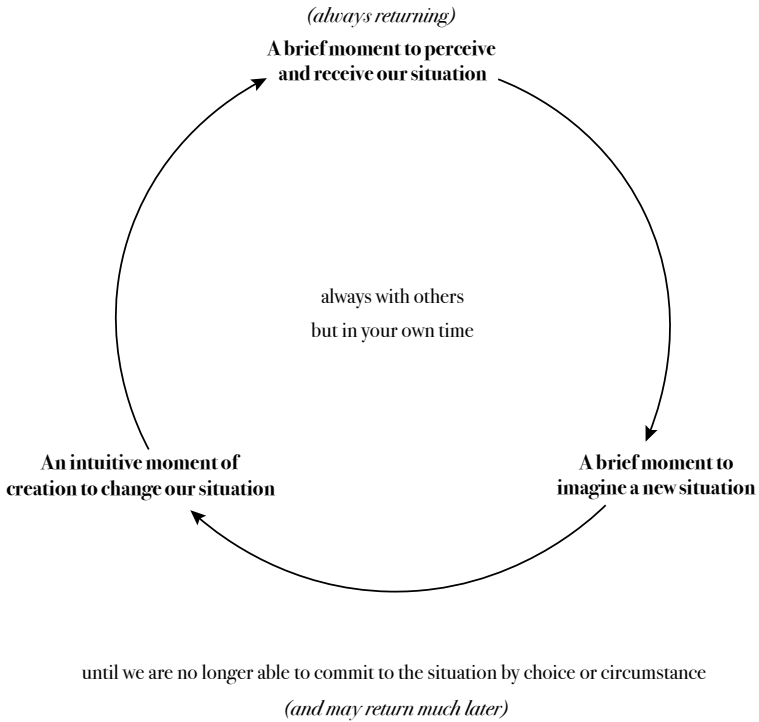 (always returning)
A brief moment to perceive
and receive our situation
always with others
but in your own time
An intuitive moment of
creation to change our situation
A brief moment to
imagine a new situation
until we are no longer able to commit to the situation by choice or circumstance
(and may return much later)